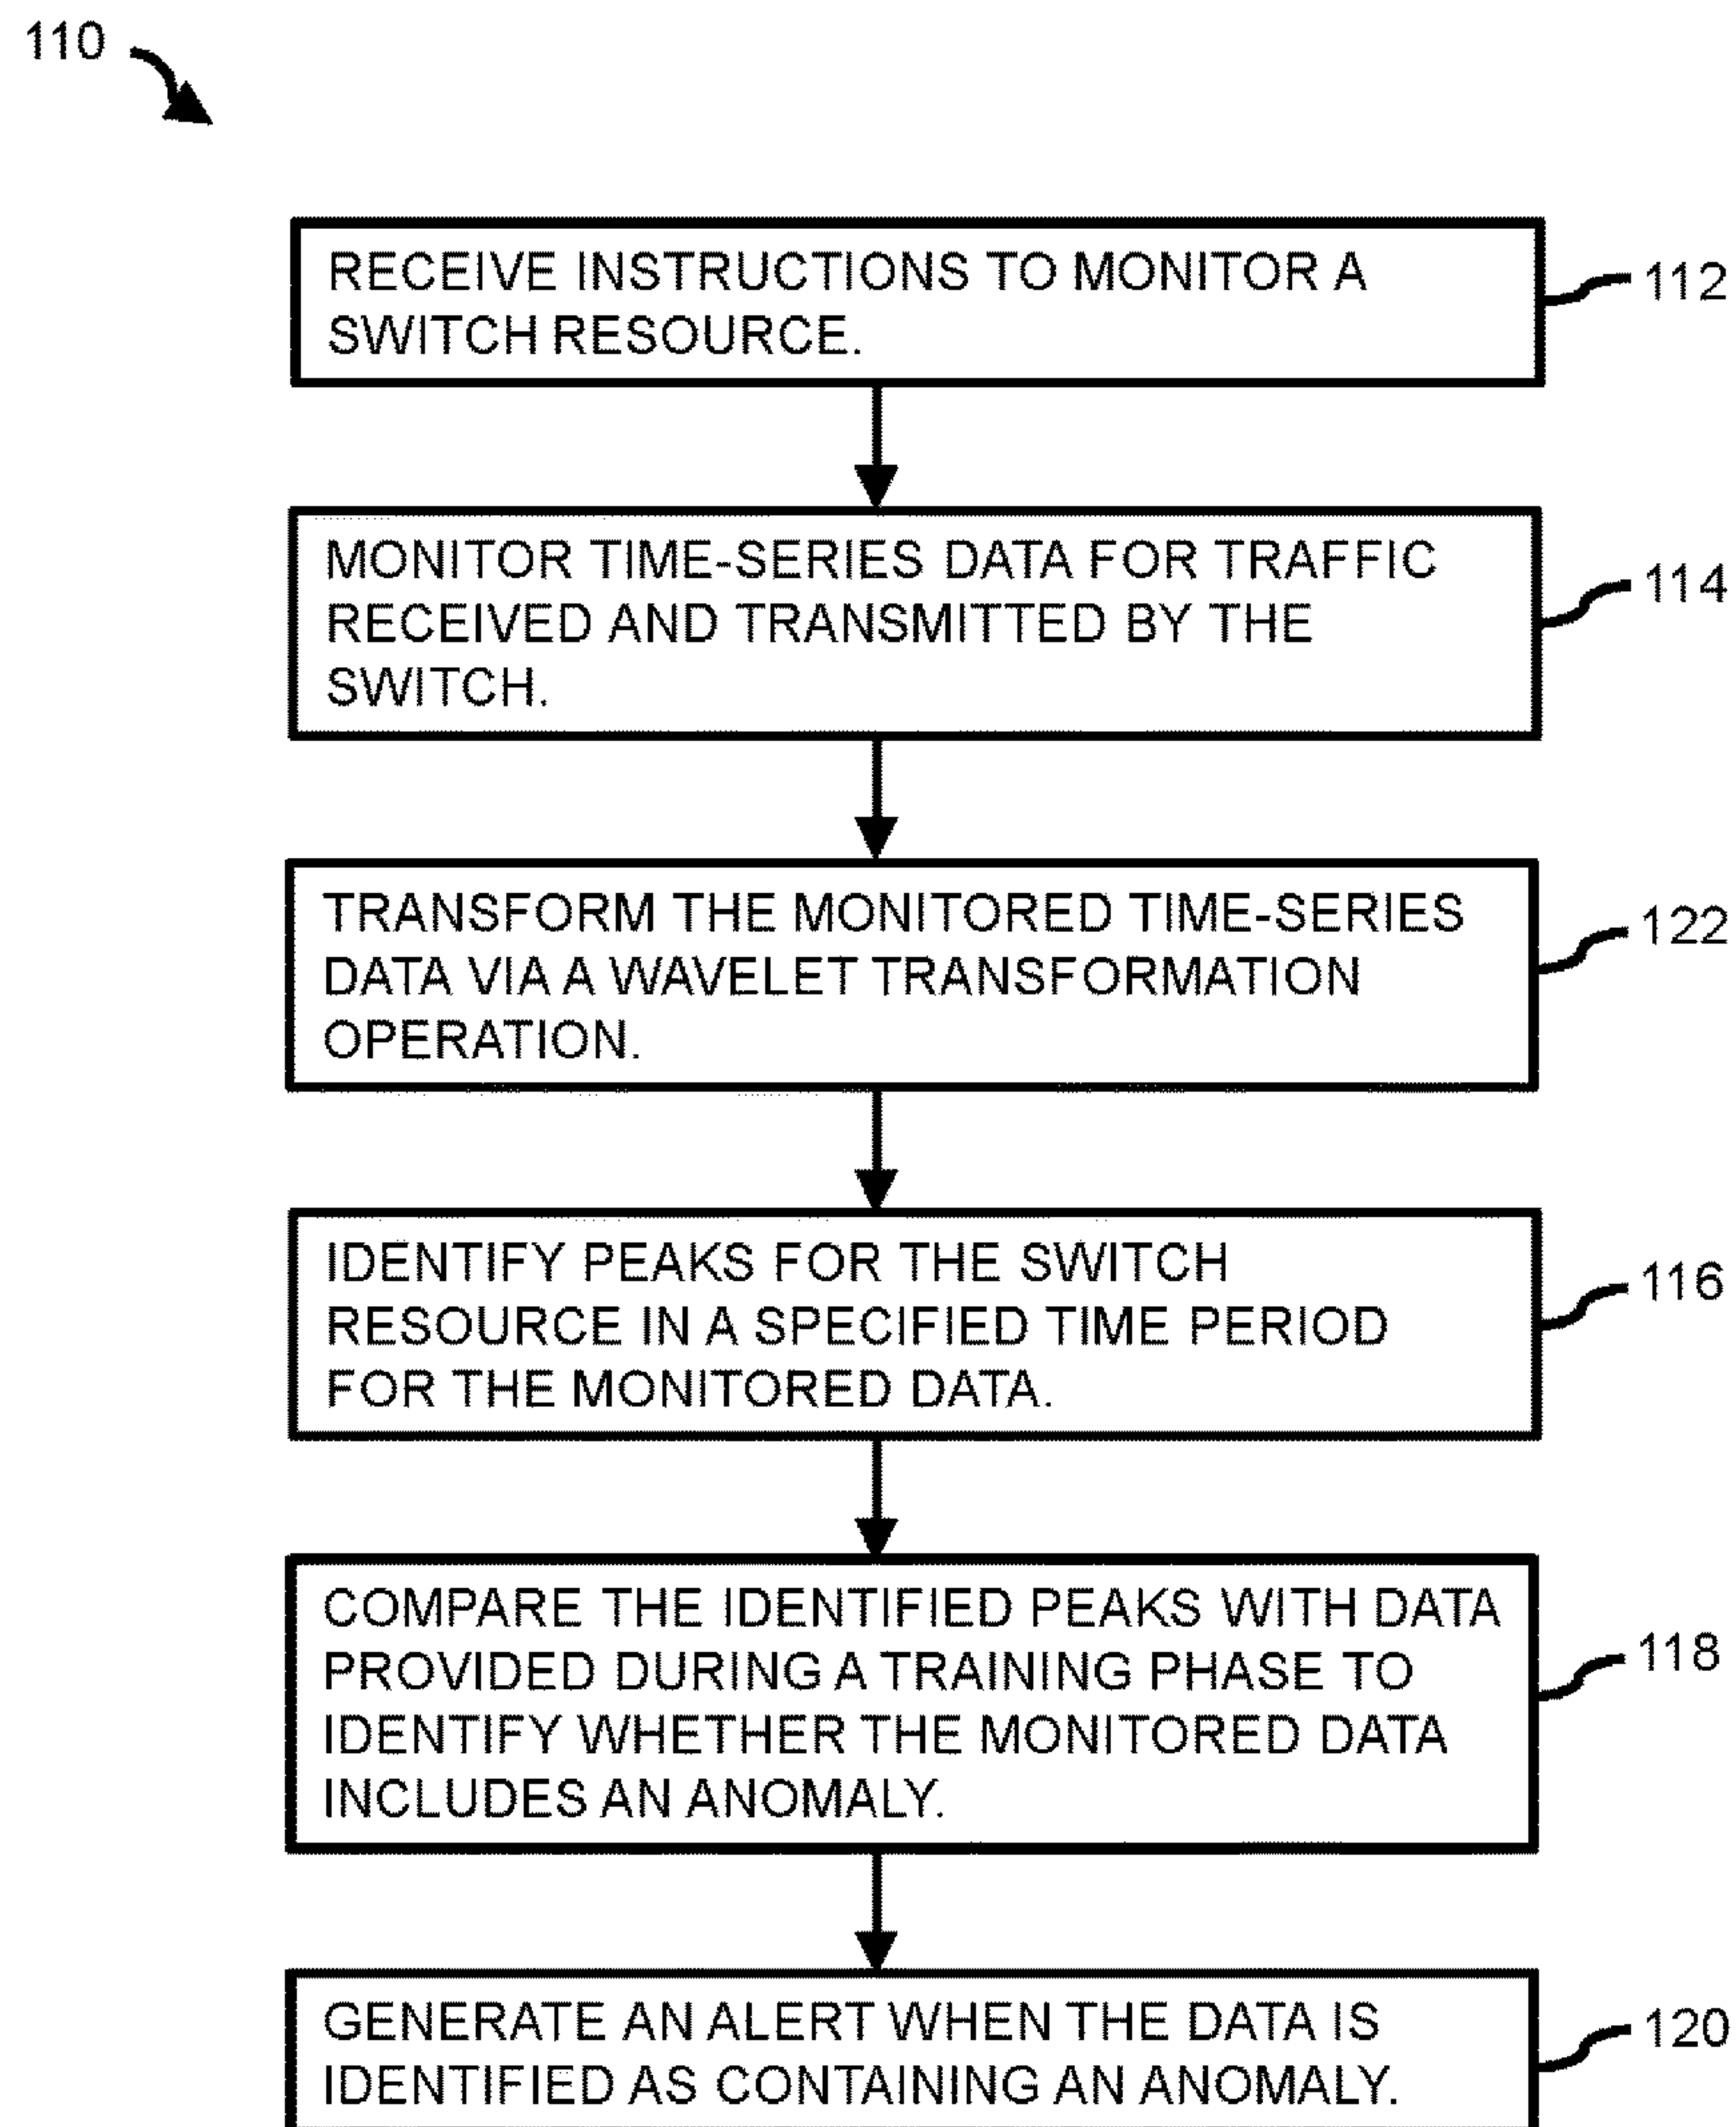 110
RECEIVE INSTRUCTIONS TO MONITOR A
SWITCH RESOURCE.
112
MONITOR TIME-SERIES DATA FOR TRAFFIC
RECEIVED AND TRANSMITTED BY THE
SWITCH.
114
TRANSFORM THE MONITORED TIME-SERIES
DATA VIA A WAVELET TRANSFORMATION
OPERATION.
122
IDENTIFY PEAKS FOR THE SWITCH
RESOURCE IN A SPECIFIED TIME PERIOD
FOR THE MONITORED DATA.
116
COMPARE THE IDENTIFIED PEAKS WITH DATA
PROVIDED DURING A TRAINING PHASE TO
IDENTIFY WHETHER THE MONITORED DATA
INCLUDES AN ANOMALY.
118
GENERATE AN ALERT WHEN THE DATA IS
IDENTIFIED AS CONTAINING AN ANOMALY.
120